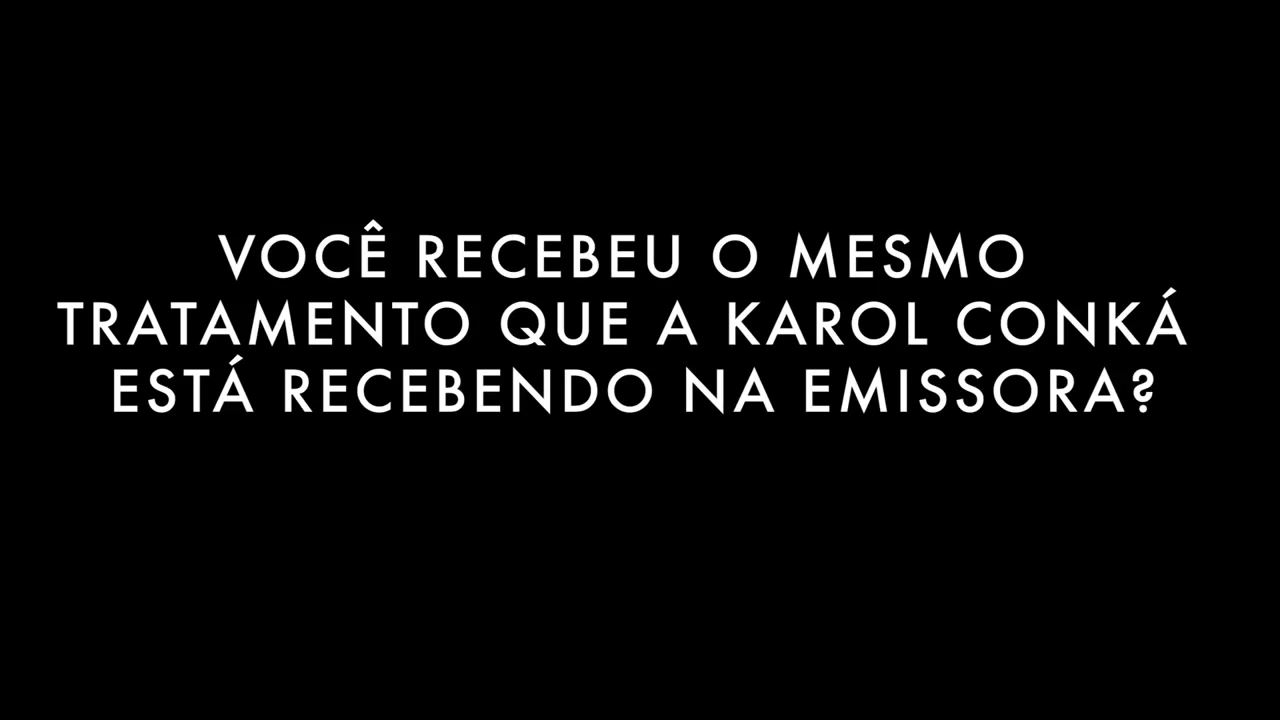 VOCÊ RECEBEU O MESMO
TRATAMENTO QUE A KAROL CONKÁ
ESTÁ RECEBENDO NA EMISSORA?